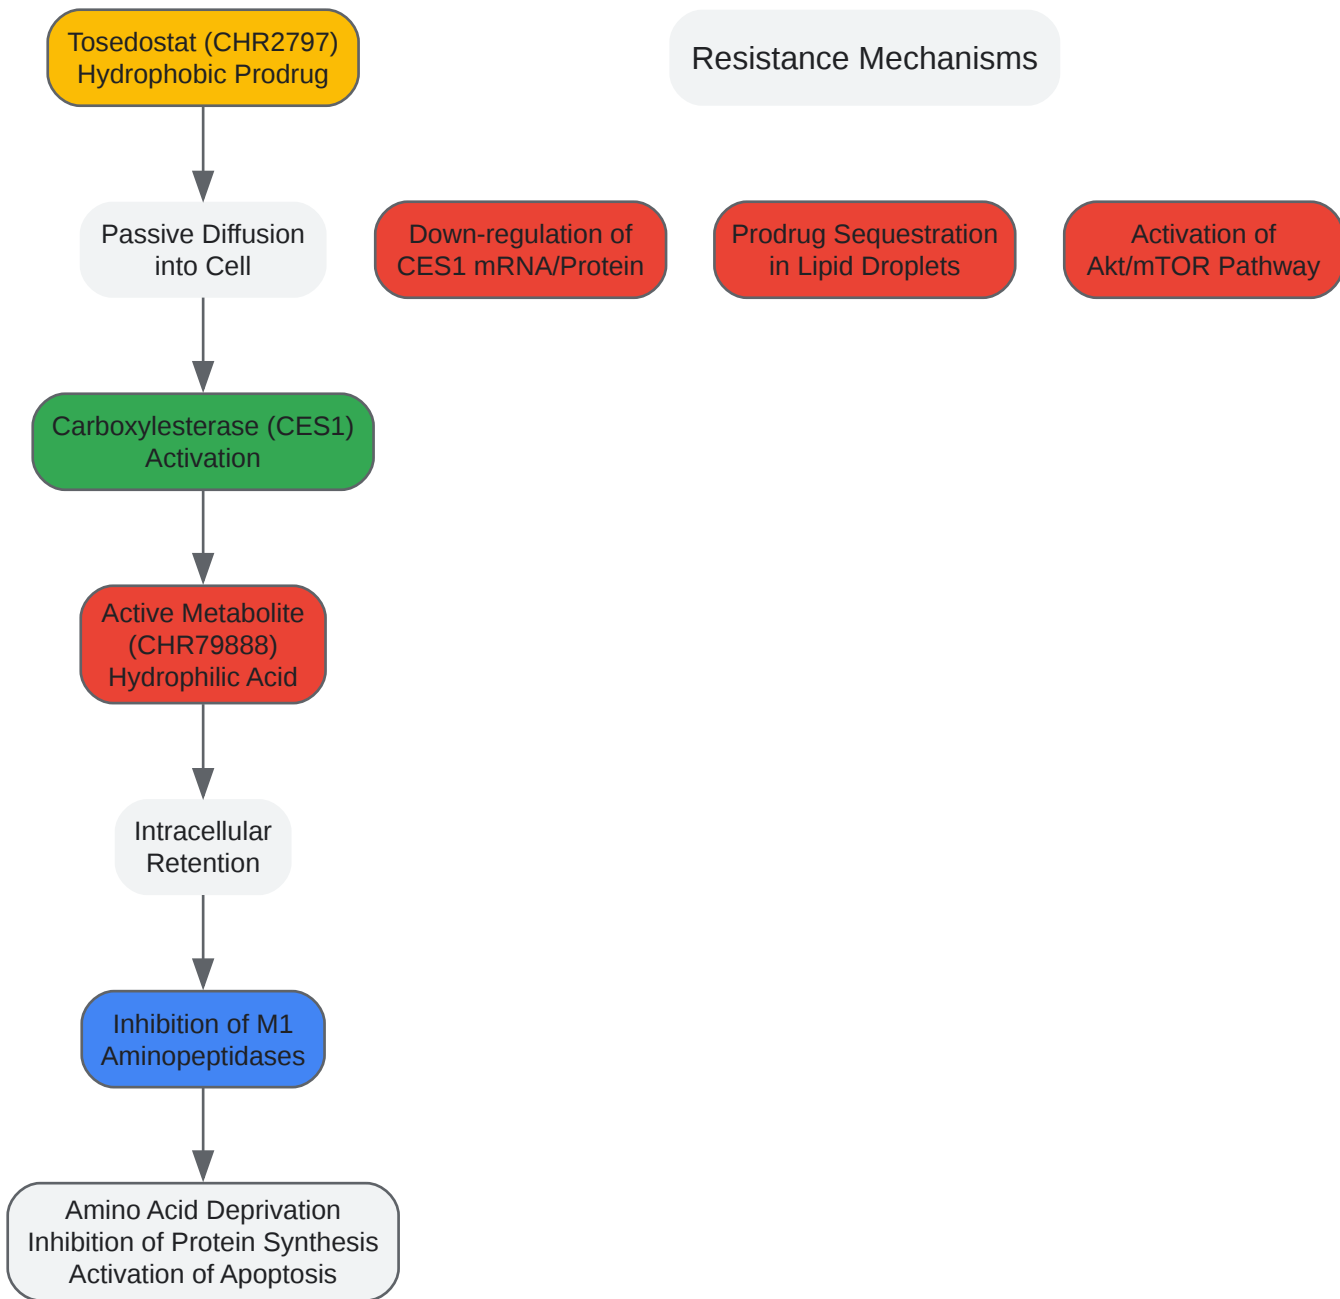 Tosedostat (CHR2797)
Hydrophobic Prodrug
Resistance Mechanisms
Passive Diffusion
into Cell
Down-regulation of
CES1 mRNA/Protein
Prodrug Sequestration
in Lipid Droplets
Activation of
Akt/mTOR Pathway
Carboxylesterase (CES1)
Activation
Active Metabolite
(CHR79888)
Hydrophilic Acid
Intracellular
Retention
Inhibition of M1
Aminopeptidases
Amino Acid Deprivation
Inhibition of Protein Synthesis
Activation of Apoptosis